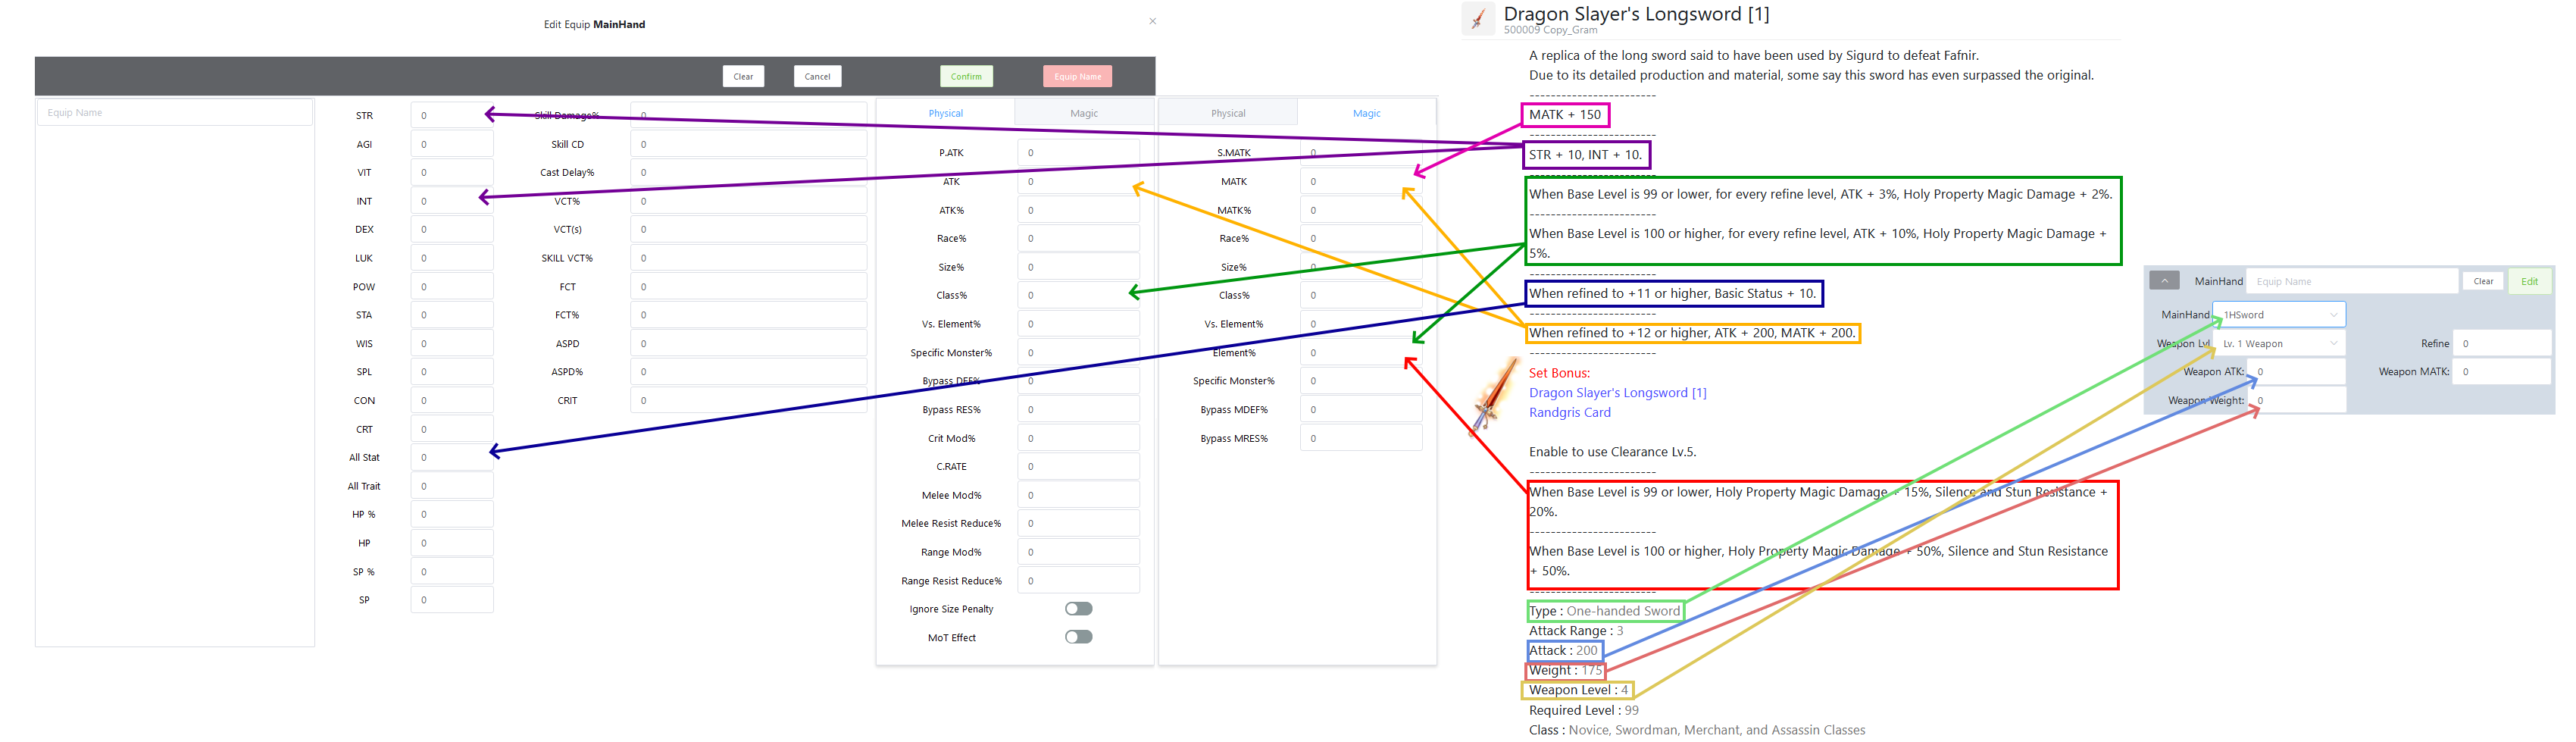 Edit Equip MainHand
×
Clear
Cancel
Confirm
Equip Name
Equip Name
STR 0
AGI 0
VIT 0
INT 0
DEX 0
LUK 0
POW 0
STA 0
WIS 0
SPL 0
CON 0
CRT 0
All Stat 0
All Trait 0
HP % 0
HP 0
SP % 0
SP 0
Skill Damage% 0
Skill CD 0
Cast Delay% 0
VCT% 0
VCT(s) 0
SKILL VCT% 0
FCT 0
FCT% 0
ASPD 0
ASPD% 0
CRIT 0
Physical Magic
P.ATK 0
ATK 0
ATK% 0
Race% 0
Size% 0
Class% 0
Vs. Element% 0
Specific Monster% 0
Bypass DEF% 0
Bypass RES% 0
Crit Mod% 0
C.RATE 0
Melee Mod% 0
Melee Resist Reduce% 0
Range Mod% 0
Range Resist Reduce% 0
Ignore Size Penalty
MoT Effect
Physical Magic
S.MATK 0
MATK 0
MATK% 0
Race% 0
Size% 0
Class% 0
Vs. Element% 0
Element% 0
Specific Monster% 0
Bypass MDEF% 0
Bypass MRES% 0
Dragon Slayer's Longsword [1]
500009 Copy_Gram
A replica of the long sword said to have been used by Sigurd to defeat Fafnir.
Due to its detailed production and material, some say this sword has even surpassed the original.
------------------------
MATK + 150
------------------------
STR + 10, INT + 10.
------------------------
When Base Level is 99 or lower, for every refine level, ATK + 3%, Holy Property Magic Damage + 2%.
------------------------
When Base Level is 100 or higher, for every refine level, ATK + 10%, Holy Property Magic Damage +
5%.
------------------------
When refined to +11 or higher, Basic Status + 10.
------------------------
When refined to +12 or higher, ATK + 200, MATK + 200.
------------------------
Set Bonus:
Dragon Slayer's Longsword [1]
Randgris Card
Enable to use Clearance Lv.5.
------------------------
When Base Level is 99 or lower, Holy Property Magic Damage + 15%, Silence and Stun Resistance +
20%.
------------------------
When Base Level is 100 or higher, Holy Property Magic Damage + 50%, Silence and Stun Resistance
+ 50%.
------------------------
Type : One-handed Sword
Attack Range : 3
Attack : 200
Weight : 175
Weapon Level : 4
Required Level : 99
Class : Novice, Swordman, Merchant, and Assassin Classes
MainHand Equip Name Clear Edit
MainHand 1HSword
Weapon Lvl Lv. 1 Weapon Refine 0
Weapon ATK: 0 Weapon MATK: 0
Weapon Weight: 0